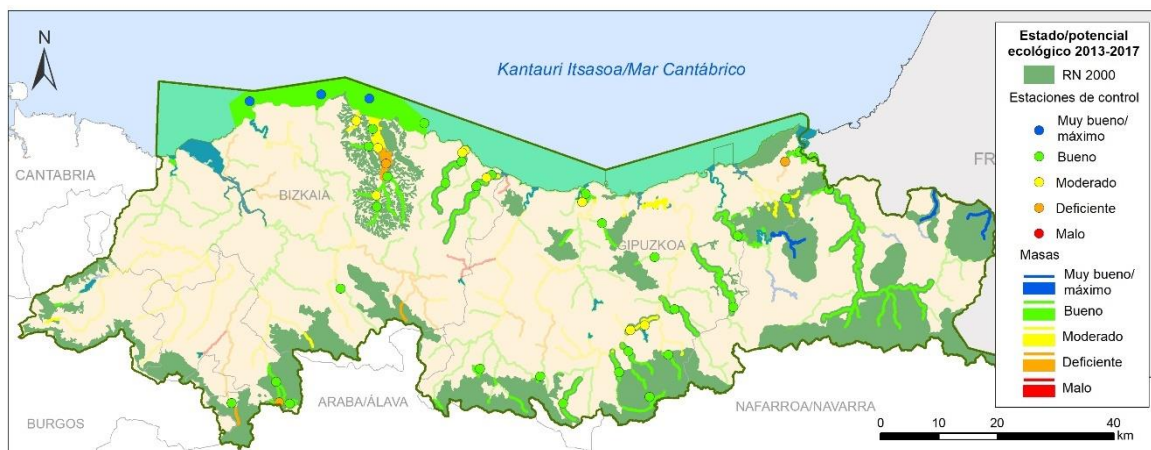 N
Kantauri Itsasoa/Mar Cantábrico
CANTABRIA
BIZKAIA
GIPUZKOA
FR
BURGOS
ARABA/ÁLAVA
NAFARROA/NAVARRA
Estado/potencial
ecológico 2013-2017
RN 2000
Estaciones de control
Muy bueno/
máximo
Bueno
Moderado
Deficiente
Malo
Masas
Muy bueno/
máximo
Bueno
Moderado
Deficiente
Malo
0 10 20 40
km